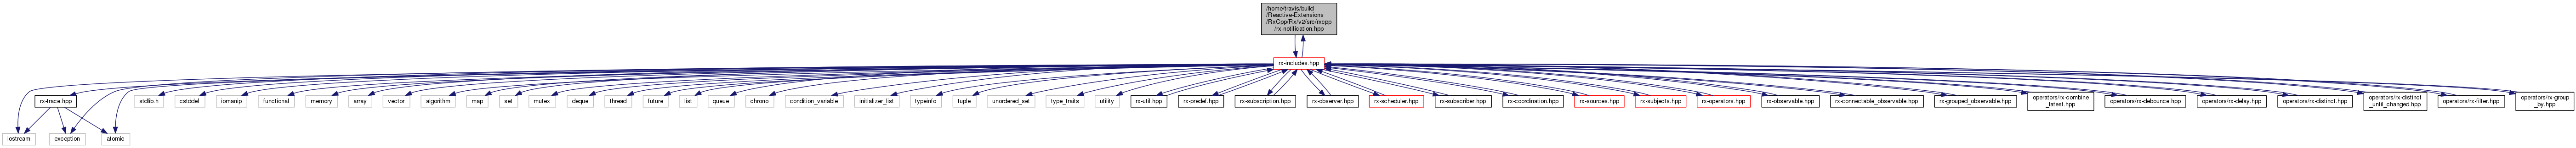 /home/travis/build
/Reactive-Extensions
/RxCpp/Rx/v2/src/rxcpp
/rx-notification.hpp
rx-includes.hpp
rx-trace.hpp
stdlib.h
cstddef
iomanip
functional
memory
array
vector
algorithm
map
set
mutex
deque
thread
future
list
queue
chrono
condition_variable
initializer_list
typeinfo
tuple
unordered_set
type_traits
utility
rx-util.hpp
rx-predef.hpp
rx-subscription.hpp
rx-observer.hpp
rx-scheduler.hpp
rx-subscriber.hpp
rx-coordination.hpp
rx-sources.hpp
rx-subjects.hpp
rx-operators.hpp
rx-observable.hpp
rx-connectable_observable.hpp
rx-grouped_observable.hpp
operators/rx-combine
_latest.hpp
operators/rx-debounce.hpp
operators/rx-delay.hpp
operators/rx-distinct.hpp
operators/rx-distinct
_until_changed.hpp
operators/rx-filter.hpp
operators/rx-group
_by.hpp
iostream
exception
atomic